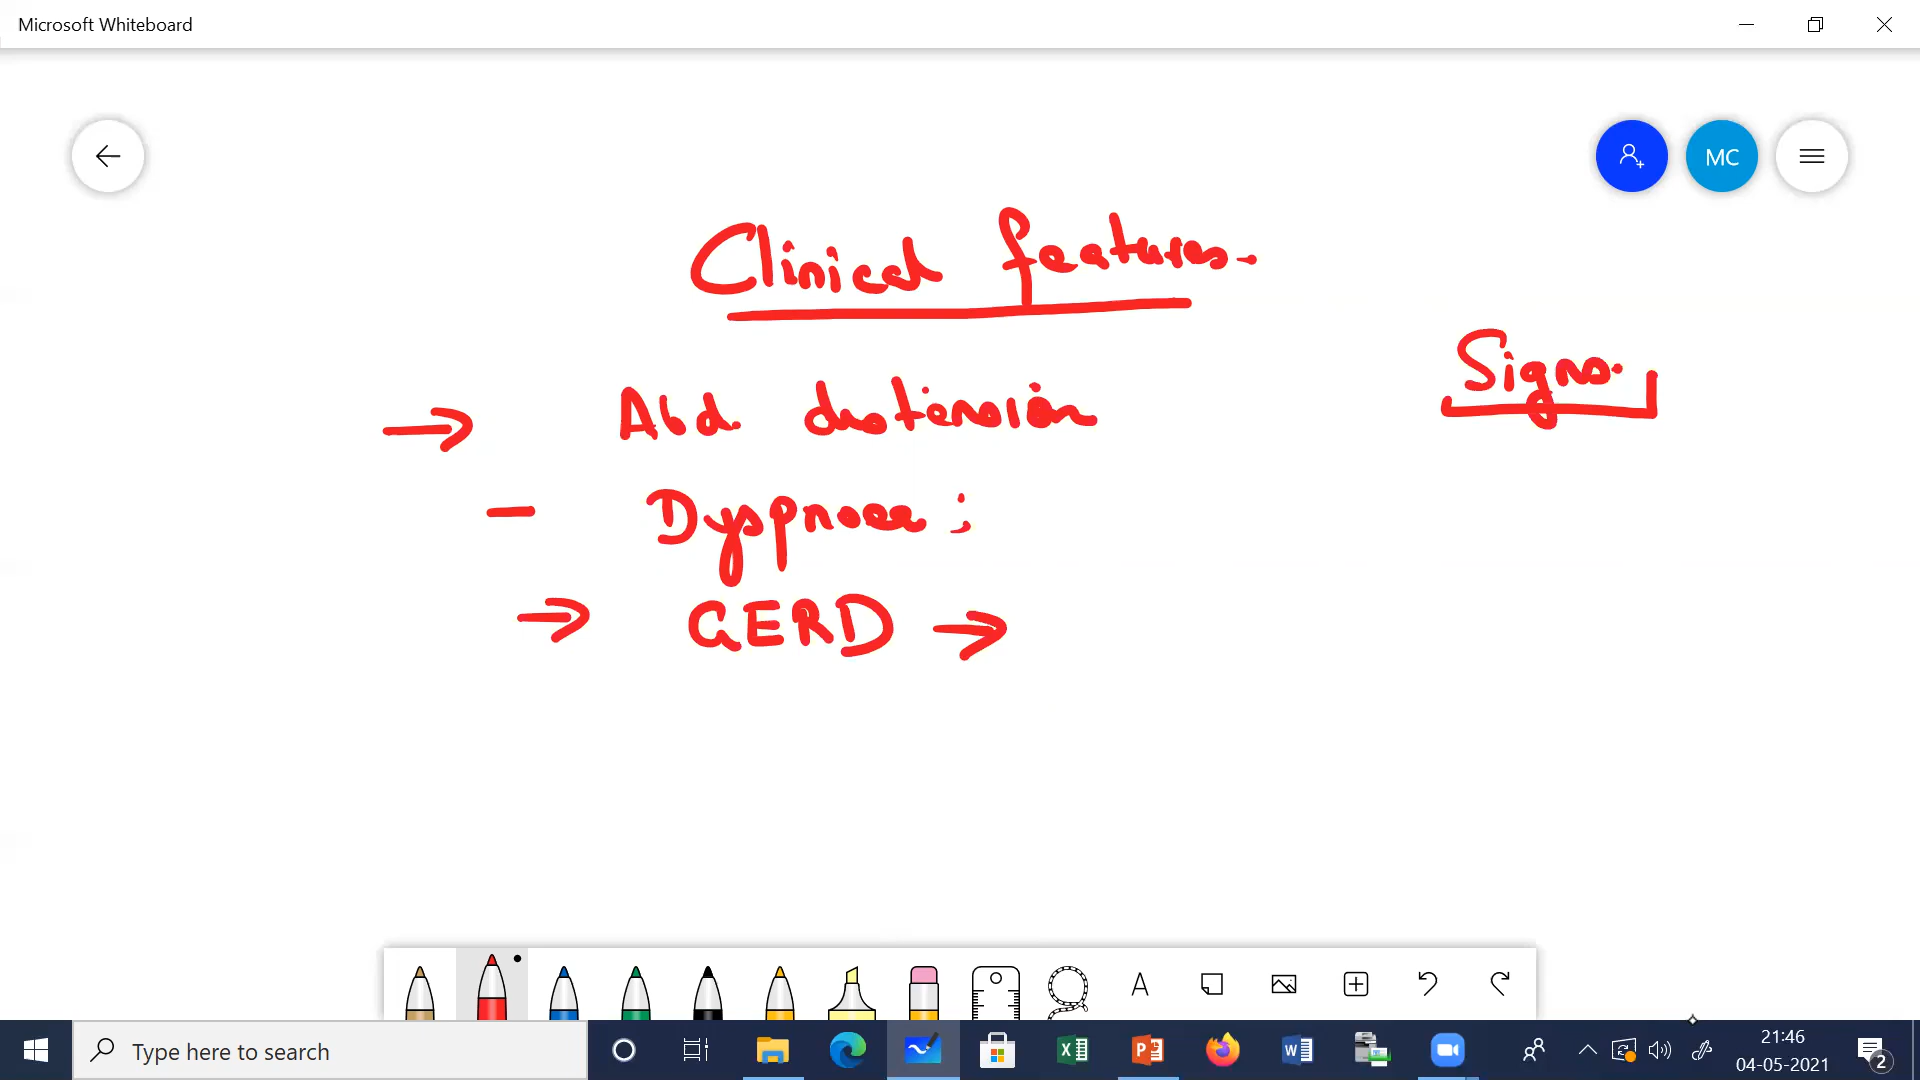 Microsoft Whiteboard
MC
Clinical features.
Signs.
→ Abd. distension
- Dyspnoea :
→ GERD →
A
Type here to search
21:46
04-05-2021
2